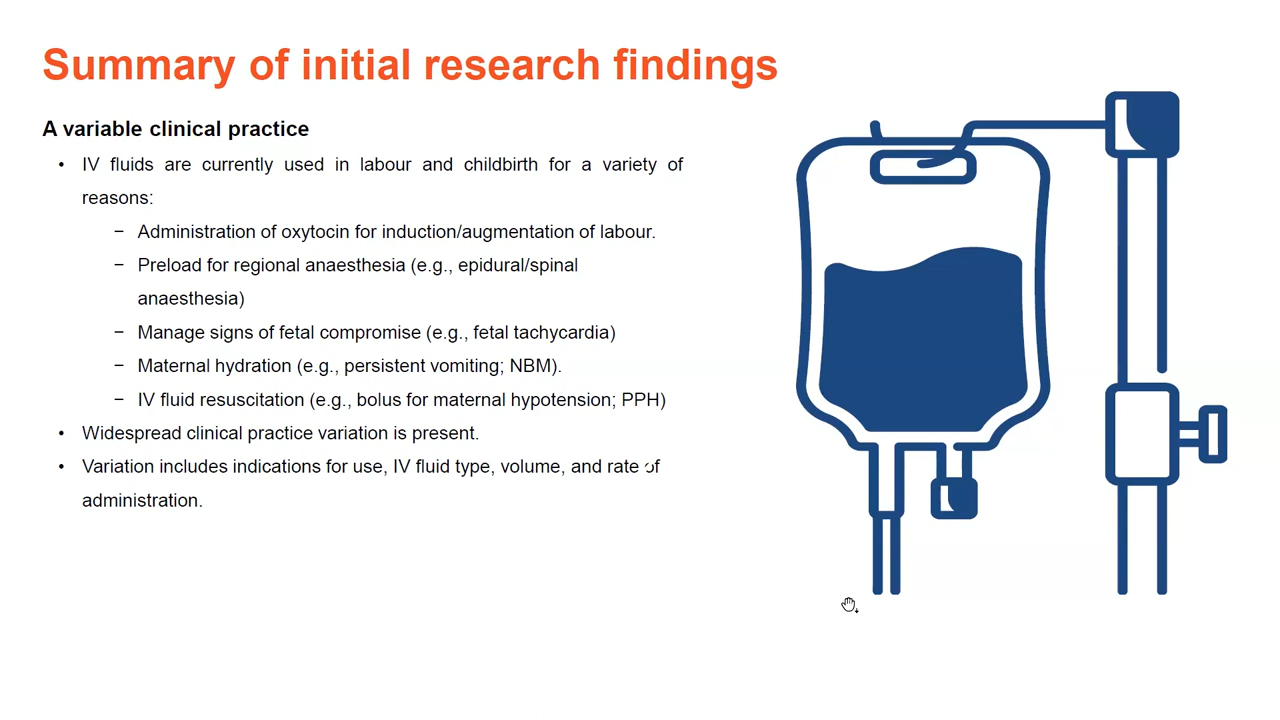 Summary of initial research findings
A variable clinical practice
• IV fluids are currently used in labour and childbirth for a variety of
reasons:
− Administration of oxytocin for induction/augmentation of labour.
− Preload for regional anaesthesia (e.g., epidural/spinal
anaesthesia)
− Manage signs of fetal compromise (e.g., fetal tachycardia)
− Maternal hydration (e.g., persistent vomiting; NBM).
− IV fluid resuscitation (e.g., bolus for maternal hypotension; PPH)
• Widespread clinical practice variation is present.
• Variation includes indications for use, IV fluid type, volume, and rate of
administration.